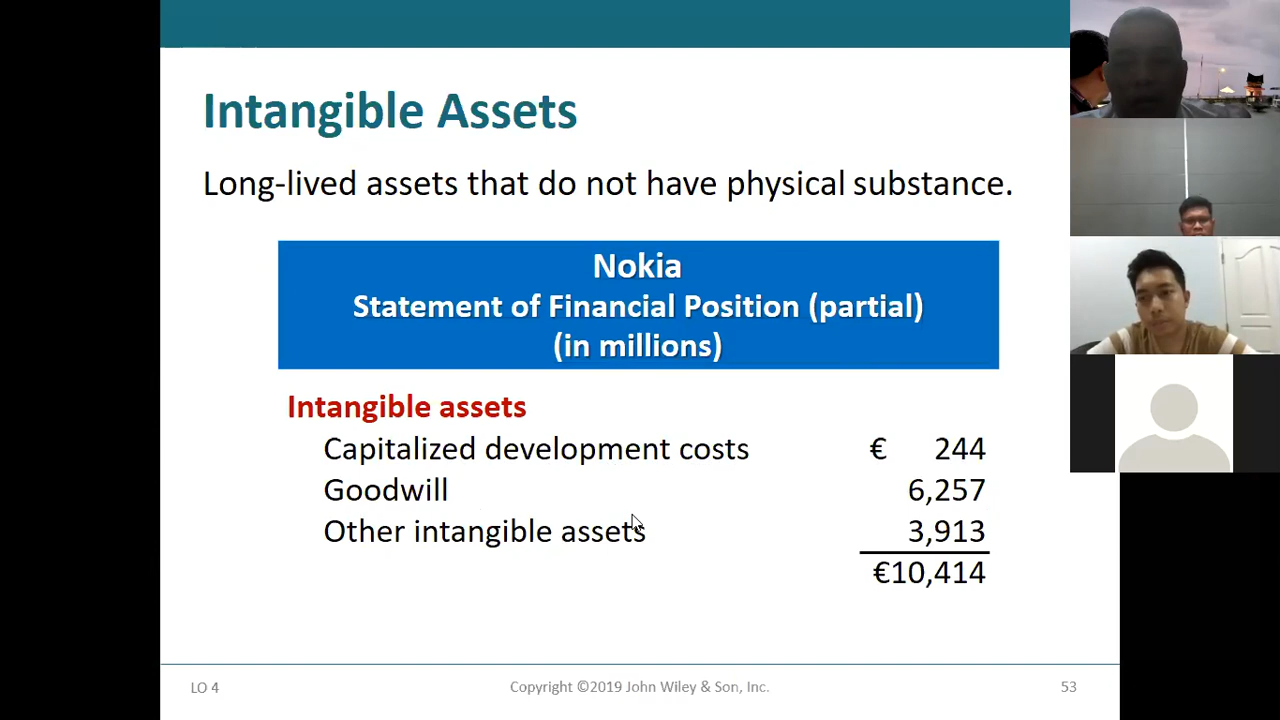 Intangible Assets
Long-lived assets that do not have physical substance.
Nokia
Statement of Financial Position (partial)
(in millions)
Intangible assets
Capitalized development costs € 244
Goodwill 6,257
Other intangible assets 3,913
€10,414
LO 4 Copyright ©2019 John Wiley & Son, Inc. 53